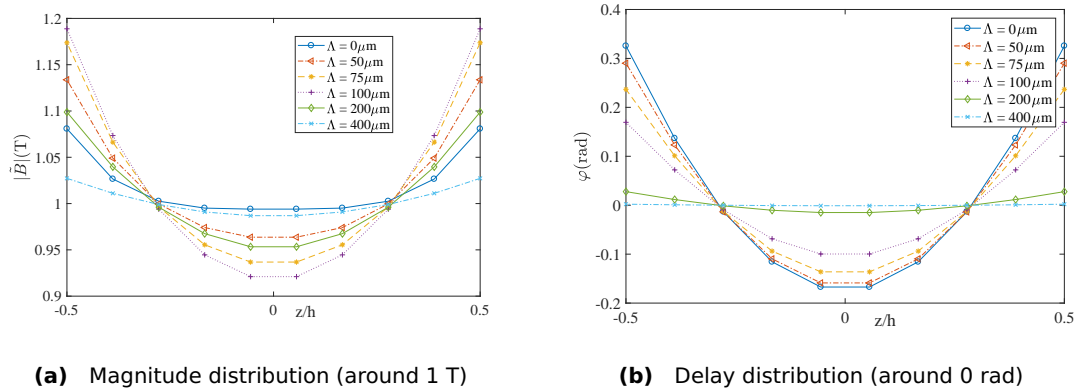 1.2
1.15
1.1
1.05
1
0.95
0.9
|B̃|(T)
-0.5
0
0.5
z/h
Λ = 0μm
Λ = 50μm
Λ = 75μm
Λ = 100μm
Λ = 200μm
Λ = 400μm
(a) Magnitude distribution (around 1 T)
0.4
0.3
0.2
0.1
0
-0.1
-0.2
φ(rad)
-0.5
0
0.5
z/h
Λ = 0μm
Λ = 50μm
Λ = 75μm
Λ = 100μm
Λ = 200μm
Λ = 400μm
(b) Delay distribution (around 0 rad)